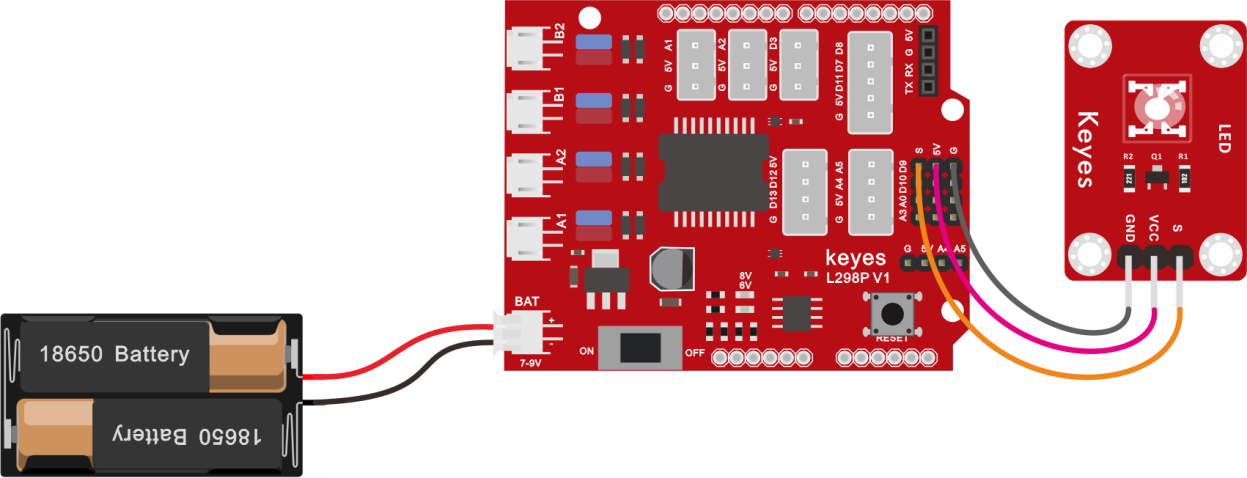 B2
B1
A2
A1
A1
5V
G
A2
5V
G
D3
5V
G
D8
D7
D11
5V
G
5V
G
RX
TX
5V
D12
D13
G
A4
A5
5V
G
S
5V
G
D9
D10
A0
A3
G
5V
A4
A5
keyes
L298P V1
8V
6V
RESET
BAT
+
-
7-9V
ON
OFF
18650 Battery
18650 Battery
Keyes
LED
R2
Q1
R1
221
102
GND
VCC
S